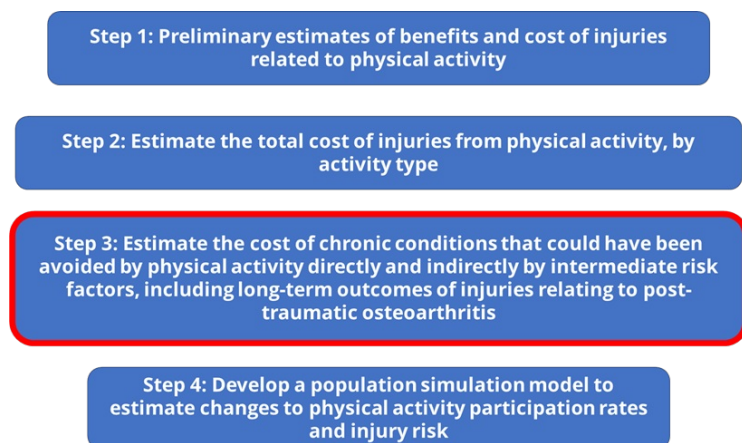 Step 1: Preliminary estimates of benefits and cost of injuries
related to physical activity
Step 2: Estimate the total cost of injuries from physical activity, by
activity type
Step 3: Estimate the cost of chronic conditions that could have been
avoided by physical activity directly and indirectly by intermediate risk
factors, including long-term outcomes of injuries relating to post-
traumatic osteoarthritis
Step 4: Develop a population simulation model to
estimate changes to physical activity participation rates
and injury risk